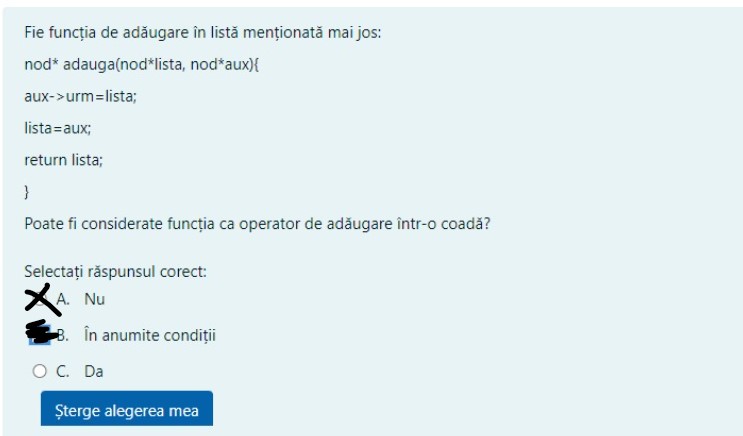 Fie funcția de adăugare în listă menționată mai jos:
nod* adauga(nod*lista, nod*aux){
aux->urm=lista;
lista=aux;
return lista;
}
Poate fi considerate funcția ca operator de adăugare într-o coadă?
Selectați răspunsul corect:
A. Nu
B. În anumite condiții
C. Da
Șterge alegerea mea